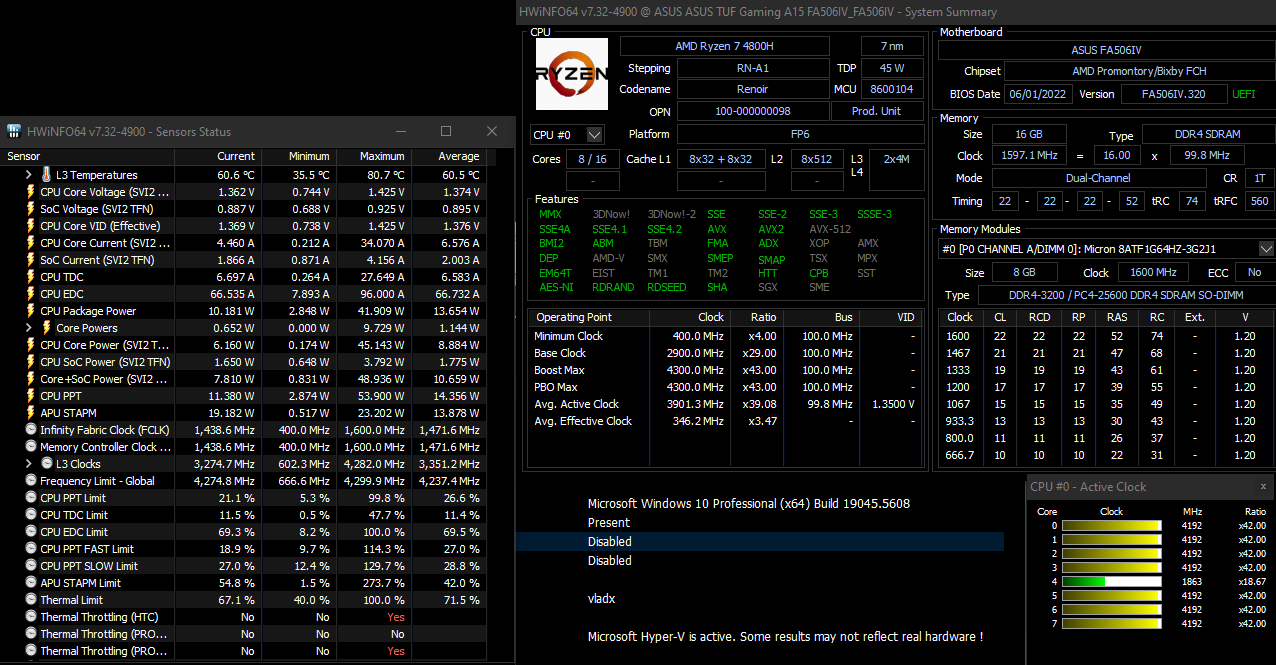 HWiNFO64 v7.32-4900 @ ASUS ASUS TUF Gaming A15 FA506IV_FA506IV - System Summary
CPU
RYZEN
AMD Ryzen 7 4800H 7 nm
Stepping RN-A1 TDP 45 W
Codename Renoir MCU 8600104
OPN 100-000000098 Prod. Unit
CPU #0 Platform FP6
Cores 8 / 16 Cache L1 8x32 + 8x32 L2 8x512 L3 2x4M
L4
- - -
Features
MMX 3DNow! 3DNow!-2 SSE SSE-2 SSE-3 SSSE-3
SSE4A SSE4.1 SSE4.2 AVX AVX2 AVX-512
BMI2 ABM TBM FMA ADX XOP AMX
DEP AMD-V SMX SMEP SMAP TSX MPX
EM64T EIST TM1 TM2 HTT CPB SST
AES-NI RDRAND RDSEED SHA SGX SME
Operating Point Clock Ratio Bus VID
Minimum Clock 400.0 MHz x4.00 100.0 MHz -
Base Clock 2900.0 MHz x29.00 100.0 MHz -
Boost Max 4300.0 MHz x43.00 100.0 MHz -
PBO Max 4300.0 MHz x43.00 100.0 MHz -
Avg. Active Clock 3901.3 MHz x39.08 99.8 MHz 1.3500 V
Avg. Effective Clock 346.2 MHz x3.47 - -
Motherboard
ASUS FA506IV
Chipset AMD Promontory/Bixby FCH
BIOS Date 06/01/2022 Version FA506IV.320 UEFI
Memory
Size 16 GB Type DDR4 SDRAM
Clock 1597.1 MHz = 16.00 x 99.8 MHz
Mode Dual-Channel CR 1T
Timing 22 - 22 - 22 - 52 tRC 74 tRFC 560
Memory Modules
#0 [P0 CHANNEL A/DIMM 0]: Micron 8ATF1G64HZ-3G2J1
Size 8 GB Clock 1600 MHz ECC No
Type DDR4-3200 / PC4-25600 DDR4 SDRAM SO-DIMM
Clock CL RCD RP RAS RC Ext. V
1600 22 22 22 52 74 - 1.20
1467 21 21 21 47 68 - 1.20
1333 19 19 19 43 61 - 1.20
1200 17 17 17 39 55 - 1.20
1067 15 15 15 35 49 - 1.20
933.3 13 13 13 30 43 - 1.20
800.0 11 11 11 26 37 - 1.20
666.7 10 10 10 22 31 - 1.20
HWiNFO64 v7.32-4900 - Sensors Status
Sensor Current Minimum Maximum Average
L3 Temperatures 60.6 °C 35.5 °C 80.7 °C 60.5 °C
CPU Core Voltage (SVI2 ... 1.362 V 0.744 V 1.425 V 1.374 V
SoC Voltage (SVI2 TFN) 0.887 V 0.688 V 0.925 V 0.895 V
CPU Core VID (Effective) 1.369 V 0.738 V 1.425 V 1.376 V
CPU Core Current (SVI2 ... 4.460 A 0.212 A 34.070 A 6.576 A
SoC Current (SVI2 TFN) 1.866 A 0.871 A 4.156 A 2.003 A
CPU TDC 6.697 A 0.264 A 27.649 A 6.583 A
CPU EDC 66.535 A 7.893 A 96.000 A 66.732 A
CPU Package Power 10.181 W 2.848 W 41.909 W 13.654 W
Core Powers 0.652 W 0.000 W 9.729 W 1.144 W
CPU Core Power (SVI2 T... 6.160 W 0.174 W 45.143 W 8.884 W
CPU SoC Power (SVI2 TFN) 1.650 W 0.648 W 3.792 W 1.775 W
Core+SoC Power (SVI2 ... 7.810 W 0.831 W 48.936 W 10.659 W
CPU PPT 11.380 W 2.874 W 53.900 W 14.356 W
APU STAPM 19.182 W 0.517 W 23.202 W 13.878 W
Infinity Fabric Clock (FCLK) 1,438.6 MHz 400.0 MHz 1,600.0 MHz 1,471.6 MHz
Memory Controller Clock ... 1,438.6 MHz 400.0 MHz 1,600.0 MHz 1,471.6 MHz
L3 Clocks 3,274.7 MHz 602.3 MHz 4,282.0 MHz 3,351.2 MHz
Frequency Limit - Global 4,274.8 MHz 666.6 MHz 4,299.9 MHz 4,237.4 MHz
CPU PPT Limit 21.1 % 5.3 % 99.8 % 26.6 %
CPU TDC Limit 11.5 % 0.5 % 47.7 % 11.4 %
CPU EDC Limit 69.3 % 8.2 % 100.0 % 69.5 %
CPU PPT FAST Limit 18.9 % 9.7 % 114.3 % 27.0 %
CPU PPT SLOW Limit 27.0 % 12.4 % 129.7 % 28.8 %
APU STAPM Limit 54.8 % 1.5 % 273.7 % 42.0 %
Thermal Limit 67.1 % 40.0 % 100.0 % 71.5 %
Thermal Throttling (HTC) No No Yes
Thermal Throttling (PRO... No No No
Thermal Throttling (PRO... No No Yes
Microsoft Windows 10 Professional (x64) Build 19045.5608
Present
Disabled
Disabled
vladx
Microsoft Hyper-V is active. Some results may not reflect real hardware !
CPU #0 - Active Clock
Core Clock MHz Ratio
0 4192 x42.00
1 4192 x42.00
2 4192 x42.00
3 4192 x42.00
4 1863 x18.67
5 4192 x42.00
6 4192 x42.00
7 4192 x42.00